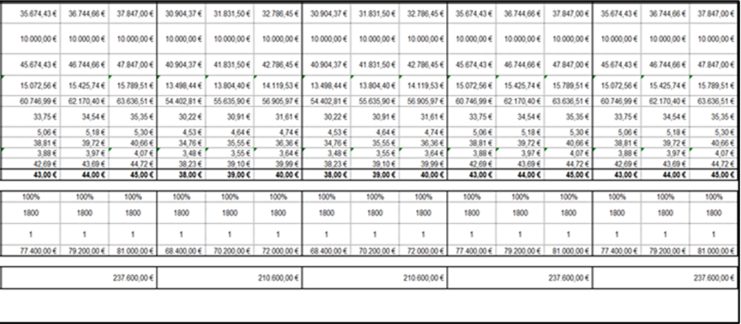 35.674,43 € 36.744,66 € 37.847,00 € 30.904,37 € 31.831,50 € 32.786,45 € 30.904,37 € 31.831,50 € 32.786,45 € 35.674,43 € 36.744,66 € 37.847,00 € 35.674,43 € 36.744,66 € 37.847,00 €
10.000,00 € 10.000,00 € 10.000,00 € 10.000,00 € 10.000,00 € 10.000,00 € 10.000,00 € 10.000,00 € 10.000,00 € 10.000,00 € 10.000,00 € 10.000,00 € 10.000,00 € 10.000,00 € 10.000,00 €
45.674,43 € 46.744,66 € 47.847,00 € 40.904,37 € 41.831,50 € 42.786,45 € 40.904,37 € 41.831,50 € 42.786,45 € 45.674,43 € 46.744,66 € 47.847,00 € 45.674,43 € 46.744,66 € 47.847,00 €
15.072,56 € 15.425,74 € 15.789,51 € 13.498,44 € 13.804,40 € 14.119,53 € 13.498,44 € 13.804,40 € 14.119,53 € 15.072,56 € 15.425,74 € 15.789,51 € 15.072,56 € 15.425,74 € 15.789,51 €
60.746,99 € 62.170,40 € 63.636,51 € 54.402,81 € 55.635,90 € 56.905,97 € 54.402,81 € 55.635,90 € 56.905,97 € 60.746,99 € 62.170,40 € 63.636,51 € 60.746,99 € 62.170,40 € 63.636,51 €
33,75 € 34,54 € 35,35 € 30,22 € 30,91 € 31,61 € 30,22 € 30,91 € 31,61 € 33,75 € 34,54 € 35,35 € 33,75 € 34,54 € 35,35 €
5,06 € 5,18 € 5,30 € 4,53 € 4,64 € 4,74 € 4,53 € 4,64 € 4,74 € 5,06 € 5,18 € 5,30 € 5,06 € 5,18 € 5,30 €
38,81 € 39,72 € 40,66 € 34,76 € 35,55 € 36,36 € 34,76 € 35,55 € 36,36 € 38,81 € 39,72 € 40,66 € 38,81 € 39,72 € 40,66 €
3,88 € 3,97 € 4,07 € 3,48 € 3,55 € 3,64 € 3,48 € 3,55 € 3,64 € 3,88 € 3,97 € 4,07 € 3,88 € 3,97 € 4,07 €
42,69 € 43,69 € 44,72 € 38,23 € 39,10 € 39,99 € 38,23 € 39,10 € 39,99 € 42,69 € 43,69 € 44,72 € 42,69 € 43,69 € 44,72 €
43,00 € 44,00 € 45,00 € 38,00 € 39,00 € 40,00 € 38,00 € 39,00 € 40,00 € 43,00 € 44,00 € 45,00 € 43,00 € 44,00 € 45,00 €
100% 100% 100% 100% 100% 100% 100% 100% 100% 100% 100% 100% 100% 100% 100%
1800 1800 1800 1800 1800 1800 1800 1800 1800 1800 1800 1800 1800 1800 1800
1 1 1 1 1 1 1 1 1 1 1 1 1 1 1
77.400,00 € 79.200,00 € 81.000,00 € 68.400,00 € 70.200,00 € 72.000,00 € 68.400,00 € 70.200,00 € 72.000,00 € 77.400,00 € 79.200,00 € 81.000,00 € 77.400,00 € 79.200,00 € 81.000,00 €
237.600,00 € 210.600,00 € 210.600,00 € 237.600,00 € 237.600,00 €